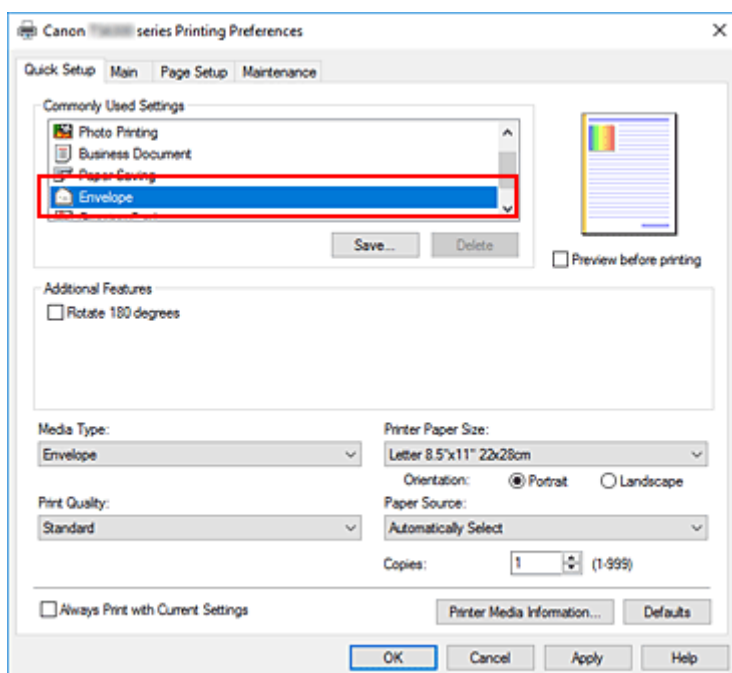 Canon series Printing Preferences
Quick Setup Main Page Setup Maintenance
Commonly Used Settings
Photo Printing
Business Document
Paper Saving
Envelope
Save... Delete
Preview before printing
Additional Features
Rotate 180 degrees
Media Type: Printer Paper Size:
Envelope Letter 8.5"x11" 22x28cm
Orientation: Portrait Landscape
Print Quality: Paper Source:
Standard Automatically Select
Copies: 1 (1-999)
Always Print with Current Settings Printer Media Information... Defaults
OK Cancel Apply Help